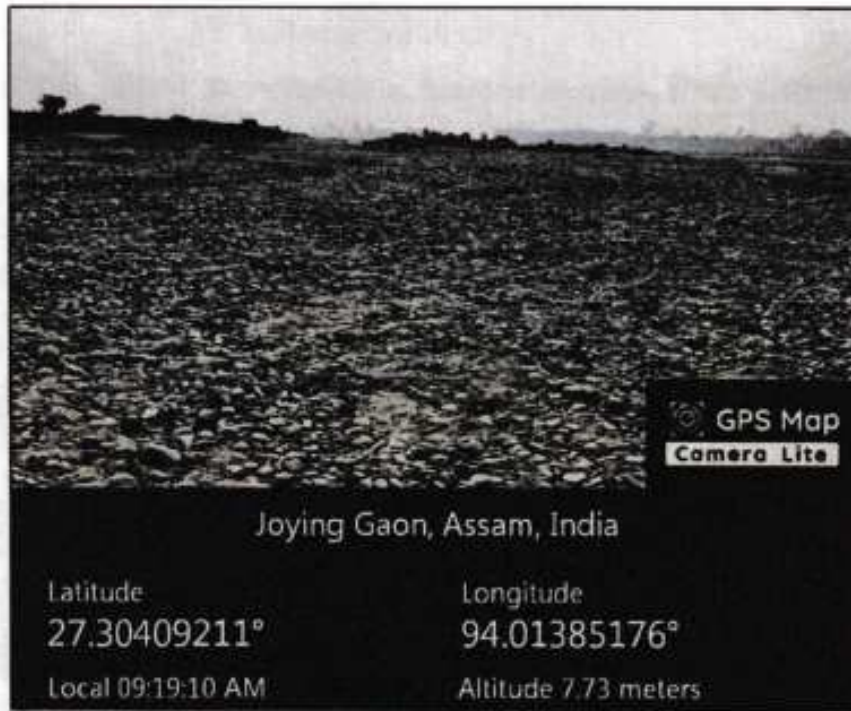 GPS Map
Camera Lite
Joying Gaon, Assam, India
Latitude
Longitude
27.30409211°
94.01385176°
Local 09:19:10 AM
Altitude 7.73 meters